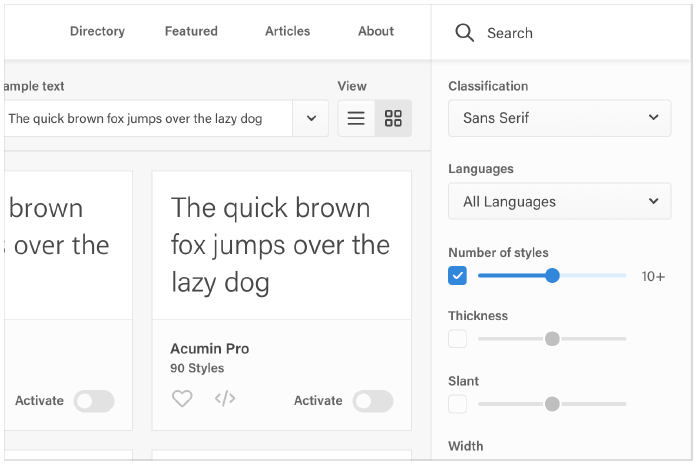 Directory Featured Articles About
Search
ample text
View
The quick brown fox jumps over the lazy dog
brown
over the
The quick brown
fox jumps over the
lazy dog
Acumin Pro
90 Styles
Activate
</> Activate
Classification
Sans Serif
Languages
All Languages
Number of styles
10+
Thickness
Slant
Width